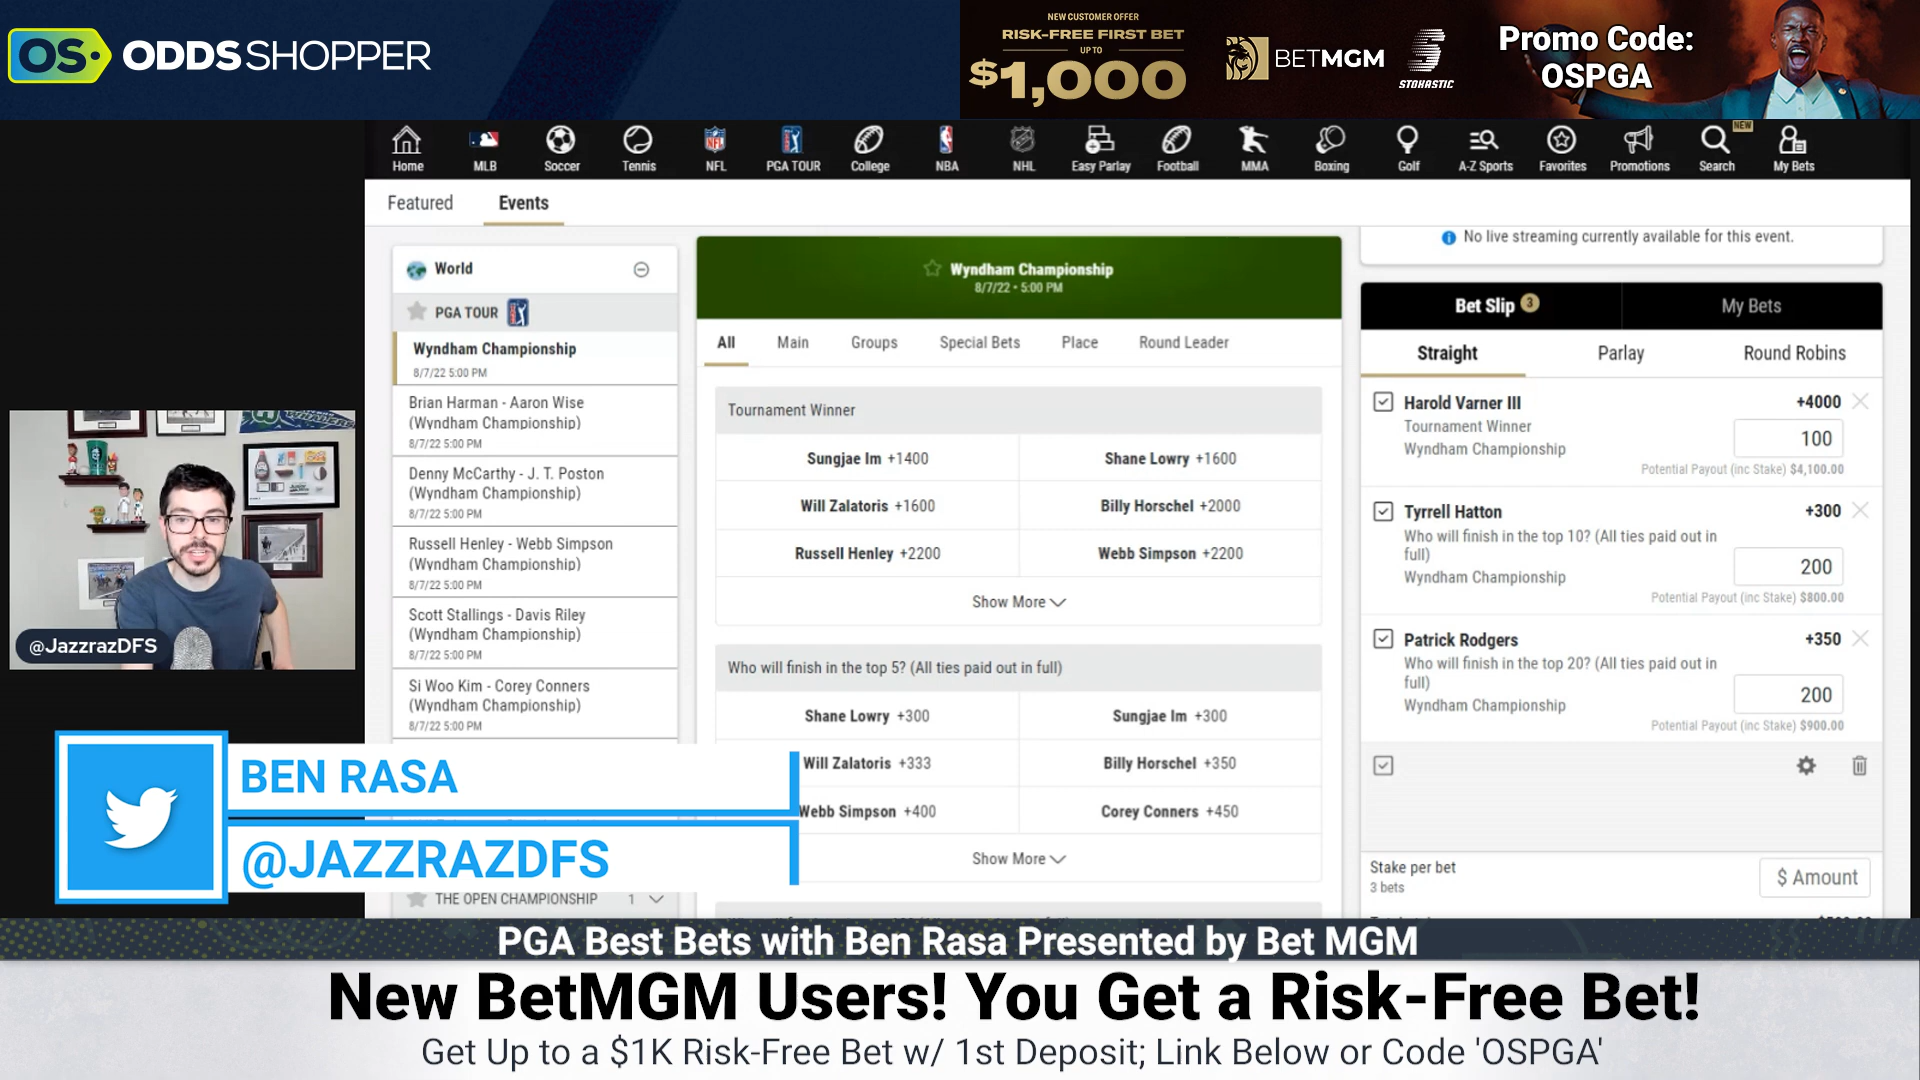 OS
ODDSSHOPPER
NEW CUSTOMER OFFER
RISK-FREE FIRST BET
UP TO
$1,000
BETMGM
STOKASTIC
Promo Code:
OSPGA
Home
MLB
Soccer
Tennis
NFL
PGA TOUR
College
NBA
NHL
Easy Parlay
Football
MMA
Boxing
Golf
A-Z Sports
Favorites
Promotions
Search
NEW
My Bets
Featured
Events
World
PGA TOUR
Wyndham Championship
8/7/22 5:00 PM
Brian Harman - Aaron Wise
(Wyndham Championship)
8/7/22 5:00 PM
Denny McCarthy - J. T. Poston
(Wyndham Championship)
8/7/22 5:00 PM
Russell Henley - Webb Simpson
(Wyndham Championship)
8/7/22 5:00 PM
Scott Stallings - Davis Riley
(Wyndham Championship)
8/7/22 5:00 PM
Si Woo Kim - Corey Conners
(Wyndham Championship)
8/7/22 5:00 PM
THE OPEN CHAMPIONSHIP 1
Wyndham Championship
8/7/22 • 5:00 PM
All
Main
Groups
Special Bets
Place
Round Leader
Tournament Winner
Sungjae Im +1400
Shane Lowry +1600
Will Zalatoris +1600
Billy Horschel +2000
Russell Henley +2200
Webb Simpson +2200
Show More
Who will finish in the top 5? (All ties paid out in full)
Shane Lowry +300
Sungjae Im +300
Will Zalatoris +333
Billy Horschel +350
Webb Simpson +400
Corey Conners +450
Show More
No live streaming currently available for this event.
Bet Slip 3
My Bets
Straight
Parlay
Round Robins
Harold Varner III +4000
Tournament Winner
Wyndham Championship
100
Potential Payout (inc Stake) $4,100.00
Tyrrell Hatton +300
Who will finish in the top 10? (All ties paid out in
full)
Wyndham Championship
200
Potential Payout (inc Stake) $800.00
Patrick Rodgers +350
Who will finish in the top 20? (All ties paid out in
full)
Wyndham Championship
200
Potential Payout (inc Stake) $900.00
Stake per bet
3 bets
$ Amount
@JazzrazDFS
BEN RASA
@JAZZRAZDFS
PGA Best Bets with Ben Rasa Presented by Bet MGM
New BetMGM Users! You Get a Risk-Free Bet!
Get Up to a $1K Risk-Free Bet w/ 1st Deposit; Link Below or Code 'OSPGA'